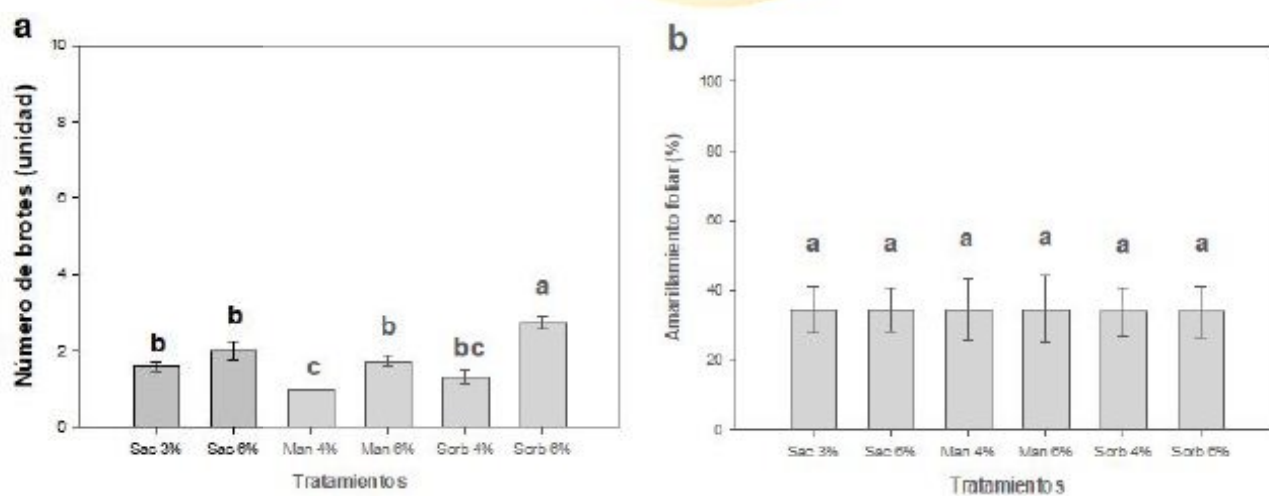 a
Número de brotes (unidad)
10
8
6
4
2
0
b
b
c
b
bc
a
Sac 3%
Sac 6%
Man 4%
Man 6%
Sorb 4%
Sorb 6%
Tratamientos
b
Amarillamiento foliar (%)
100
80
60
40
20
0
a
a
a
a
a
a
Sac 3%
Sac 6%
Man 4%
Man 6%
Sorb 4%
Sorb 6%
Tratamientos